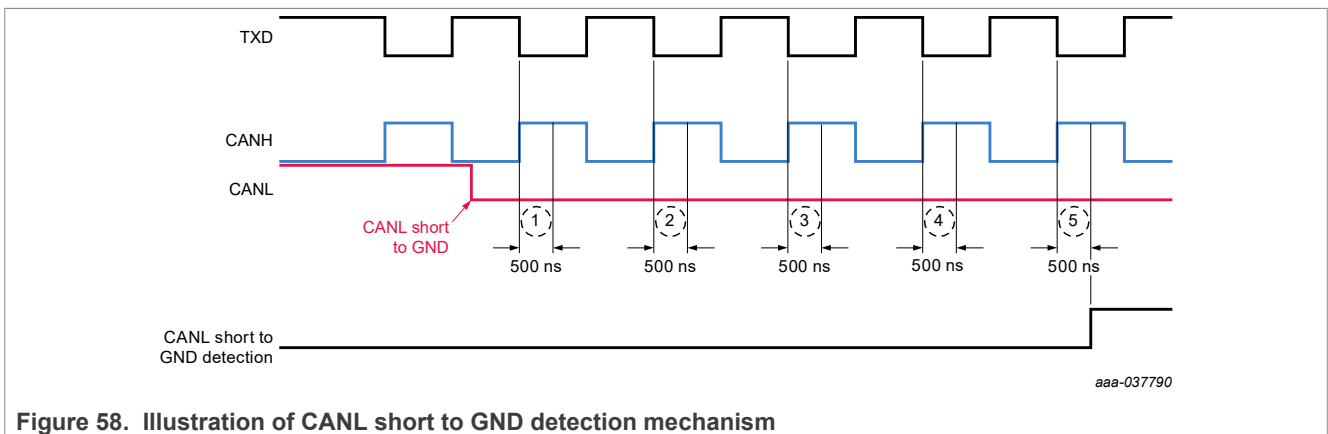 TXD
CANH
CANL
CANL short
to GND
1
2
3
4
5
500 ns
500 ns
500 ns
500 ns
500 ns
CANL short to
GND detection
aaa-037790
Figure 58. Illustration of CANL short to GND detection mechanism